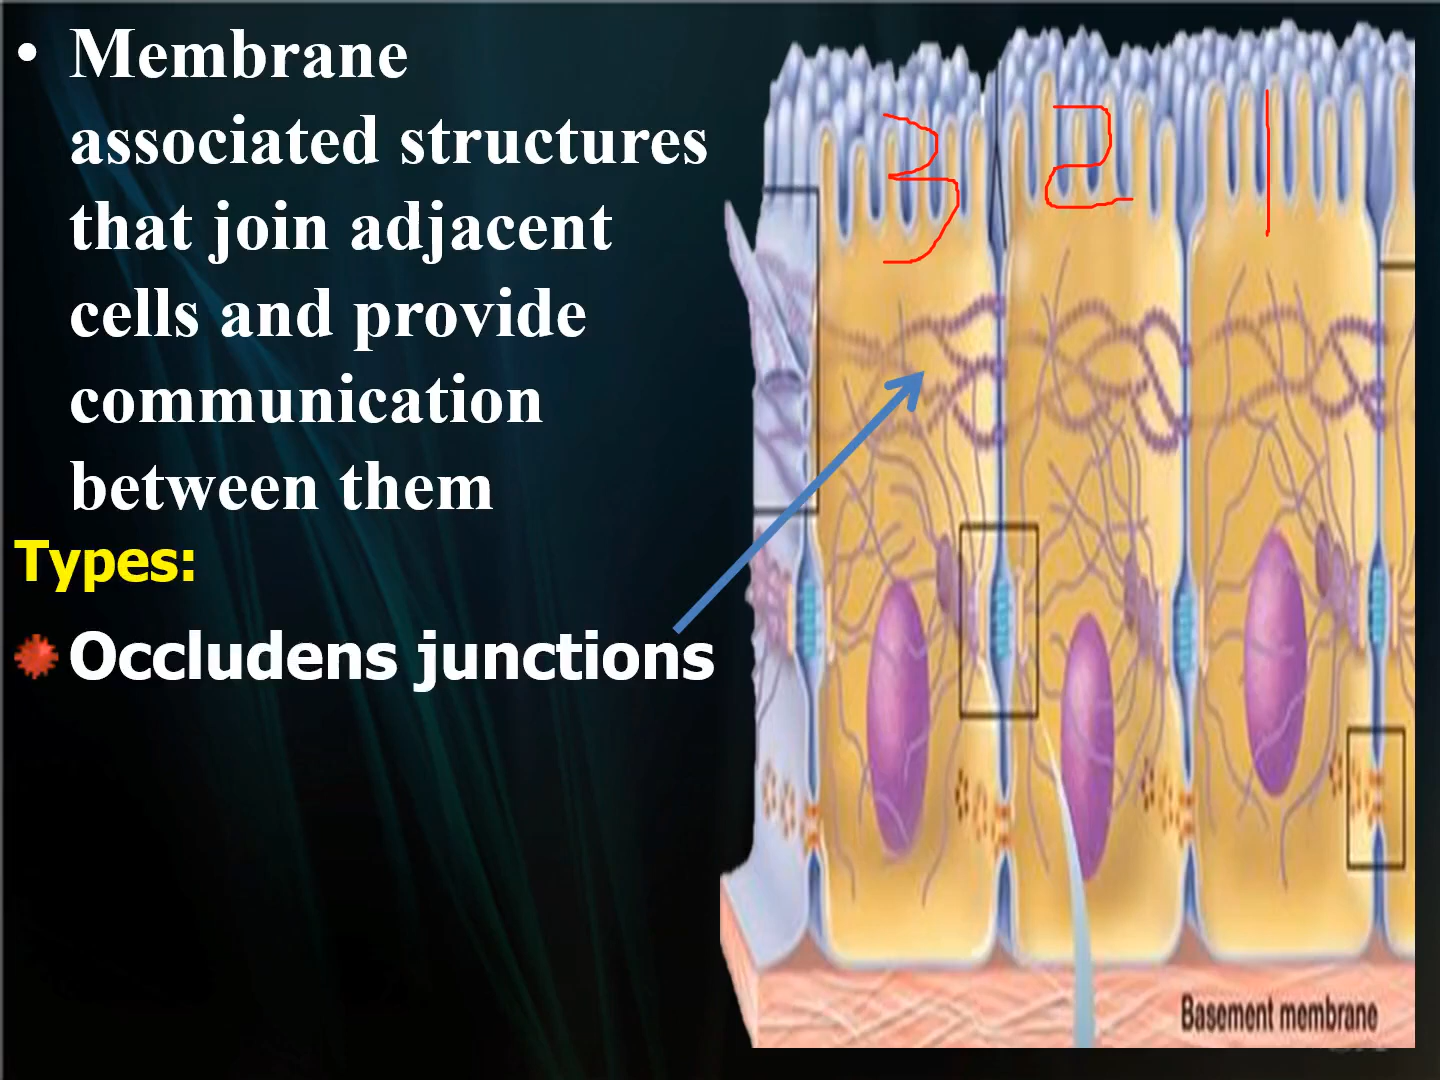 • Membrane
associated structures
that join adjacent
cells and provide
communication
between them
Types:
Occludens junctions
3 2 1
Basement membrane